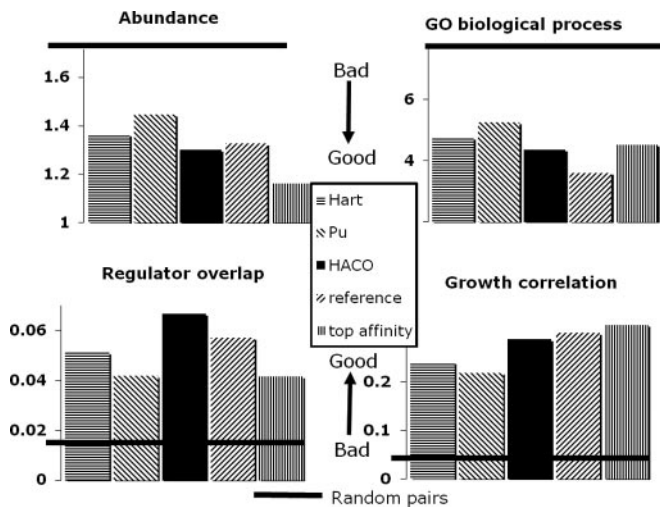 Abundance
GO biological process
1.6
1.4
1.2
1
Bad
Good
6
4
Hart
Pu
HACO
reference
top affinity
Regulator overlap
Growth correlation
0.06
0.04
0.02
0
Good
Bad
0.2
0.1
0
Random pairs